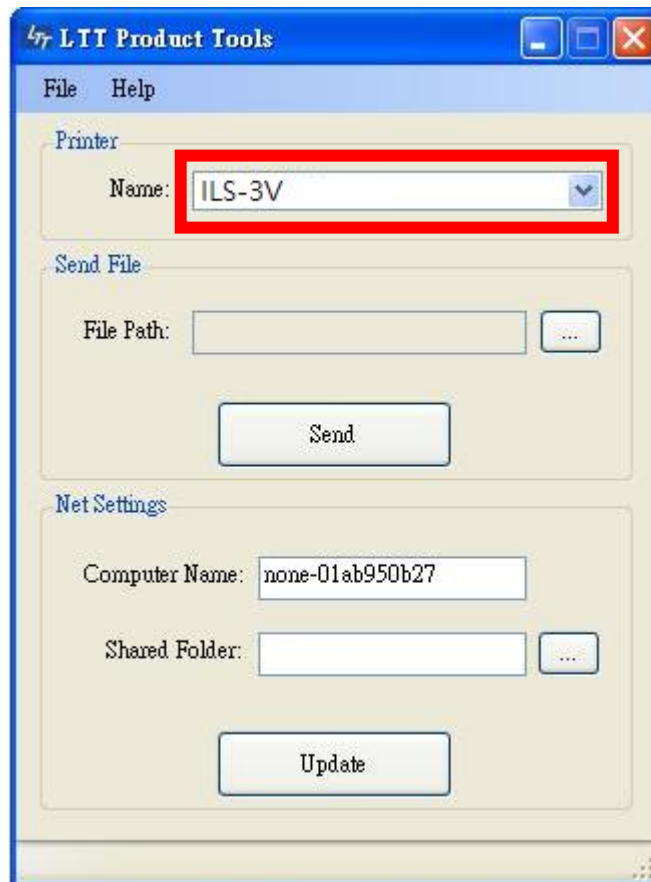 LTT LTT Product Tools
File Help
Printer
Name: ILS-3V
Send File
File Path: ...
Send
Net Settings
Computer Name: none-01ab950b27
Shared Folder: ...
Update